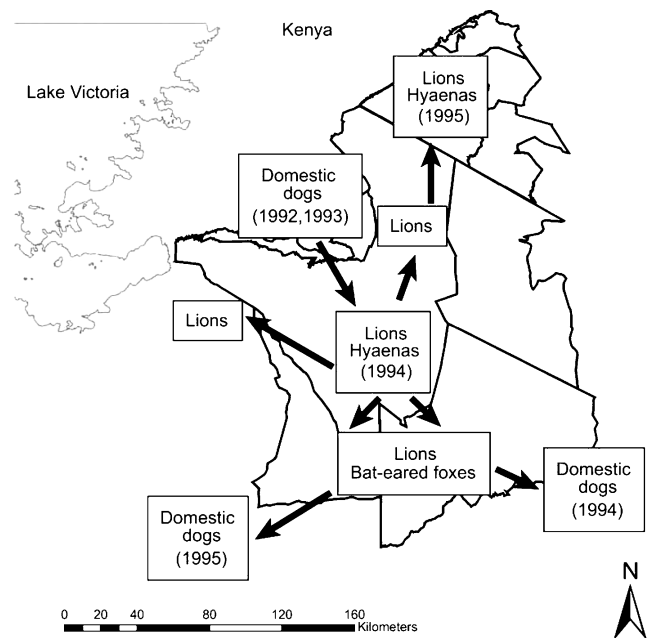 Kenya
Lake Victoria
Lions
Hyaenas
(1995)
Domestic
dogs
(1992,1993)
Lions
Lions
Lions
Hyaenas
(1994)
Lions
Bat-eared foxes
Domestic
dogs
(1994)
Domestic
dogs
(1995)
N
0 20 40 80 120 160
Kilometers